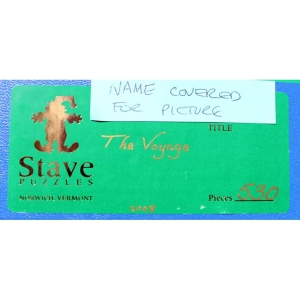 NAME COVERED
FOR PICTURE
TITLE
The Voyage
Stave
PUZZLES
NORWICH, VERMONT
Pieces 530
2008